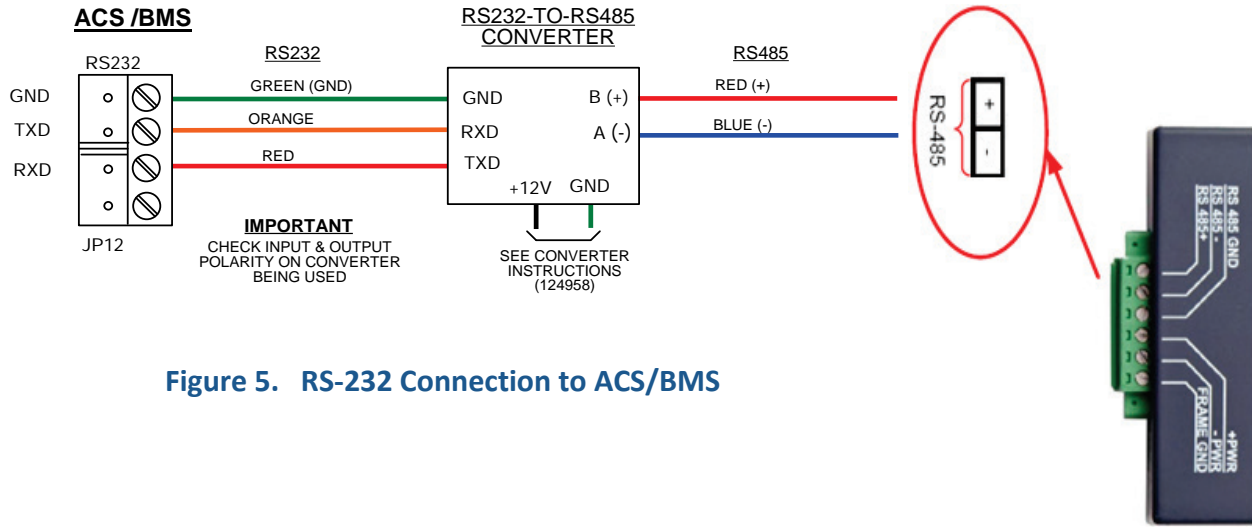 ACS /BMS
RS232
GND
TXD
RXD
JP12
RS232
GREEN (GND)
ORANGE
RED
IMPORTANT
CHECK INPUT & OUTPUT
POLARITY ON CONVERTER
BEING USED
RS232-TO-RS485
CONVERTER
GND
RXD
TXD
B (+)
A (-)
+12V
GND
SEE CONVERTER
INSTRUCTIONS
(124958)
RS485
RED (+)
BLUE (-)
RS-485
+
-
RS 485 GND
RS 485 -
RS 485+
+PWR
- PWR
FRAME GND
Figure 5. RS-232 Connection to ACS/BMS